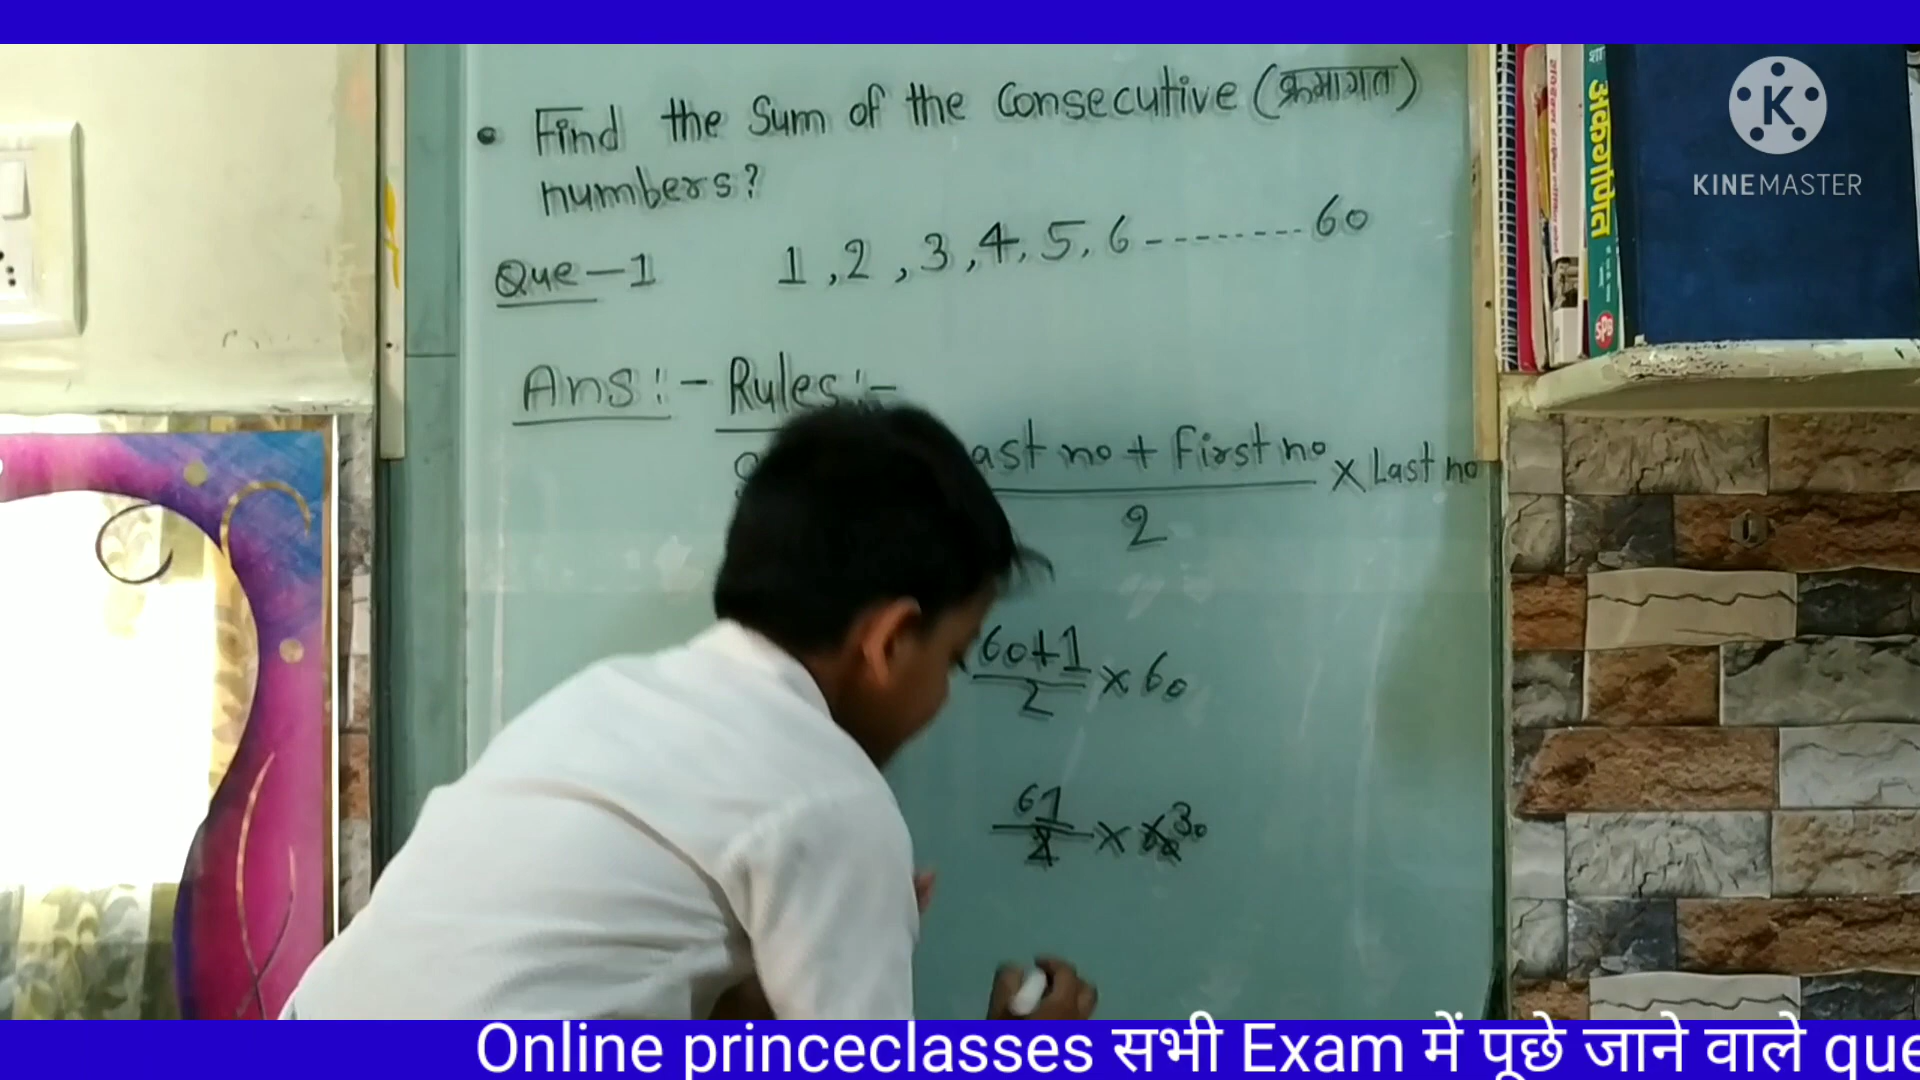 • Find the Sum of the Consecutive (क्रमागत)
numbers?
Que-1 1, 2, 3, 4, 5, 6 --------- 60
Ans:- Rules:-
ast no + First no × Last no
2
60+1 × 60
2
61 × 60 30
2
K
KINEMASTER
अंकगणित
SPB
Online princeclasses सभी Exam में पूछे जाने वाले que